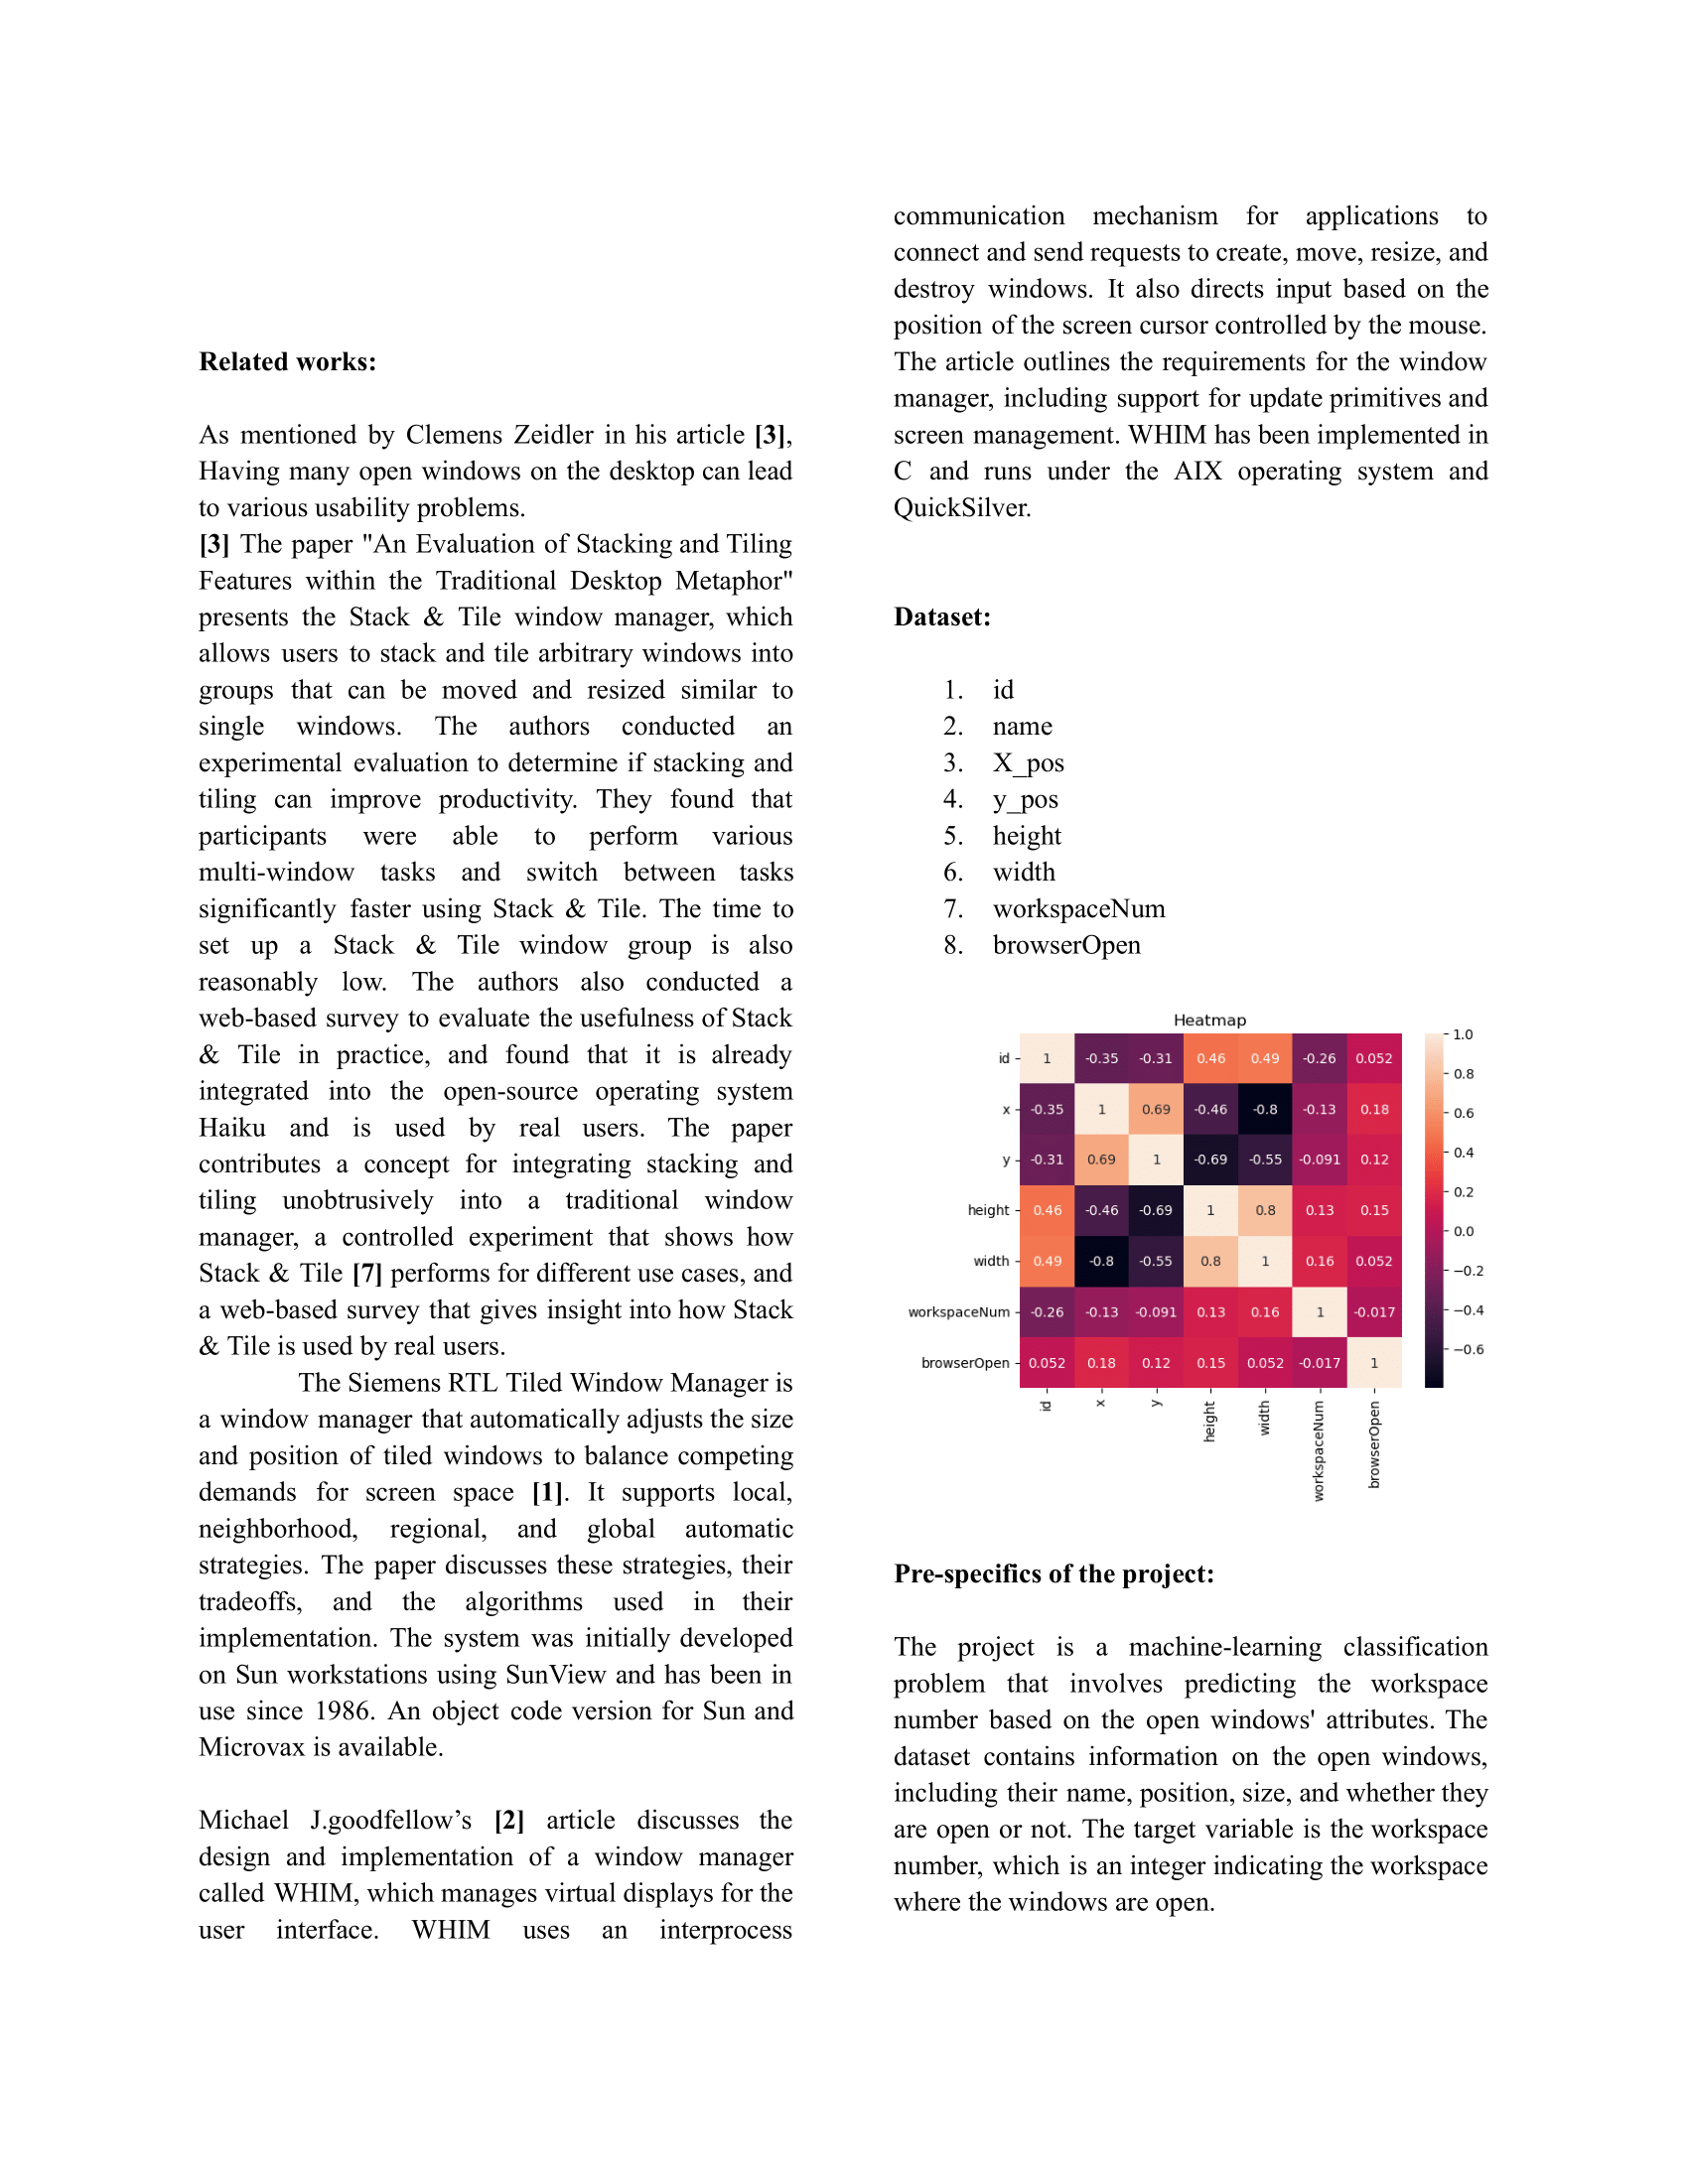 Related works:
As mentioned by Clemens Zeidler in his article [3],
Having many open windows on the desktop can lead
to various usability problems.
[3] The paper "An Evaluation of Stacking and Tiling
Features within the Traditional Desktop Metaphor"
presents the Stack & Tile window manager, which
allows users to stack and tile arbitrary windows into
groups that can be moved and resized similar to
single windows. The authors conducted an
experimental evaluation to determine if stacking and
tiling can improve productivity. They found that
participants were able to perform various
multi-window tasks and switch between tasks
significantly faster using Stack & Tile. The time to
set up a Stack & Tile window group is also
reasonably low. The authors also conducted a
web-based survey to evaluate the usefulness of Stack
& Tile in practice, and found that it is already
integrated into the open-source operating system
Haiku and is used by real users. The paper
contributes a concept for integrating stacking and
tiling unobtrusively into a traditional window
manager, a controlled experiment that shows how
Stack & Tile [7] performs for different use cases, and
a web-based survey that gives insight into how Stack
& Tile is used by real users.
The Siemens RTL Tiled Window Manager is
a window manager that automatically adjusts the size
and position of tiled windows to balance competing
demands for screen space [1]. It supports local,
neighborhood, regional, and global automatic
strategies. The paper discusses these strategies, their
tradeoffs, and the algorithms used in their
implementation. The system was initially developed
on Sun workstations using SunView and has been in
use since 1986. An object code version for Sun and
Microvax is available.
Michael J.goodfellow’s [2] article discusses the
design and implementation of a window manager
called WHIM, which manages virtual displays for the
user interface. WHIM uses an interprocess
communication mechanism for applications to
connect and send requests to create, move, resize, and
destroy windows. It also directs input based on the
position of the screen cursor controlled by the mouse.
The article outlines the requirements for the window
manager, including support for update primitives and
screen management. WHIM has been implemented in
C and runs under the AIX operating system and
QuickSilver.
Dataset:
1. id
2. name
3. X_pos
4. y_pos
5. height
6. width
7. workspaceNum
8. browserOpen
Heatmap
id 1 -0.35 -0.31 0.46 0.49 -0.26 0.052
x -0.35 1 0.69 -0.46 -0.8 -0.13 0.18
y -0.31 0.69 1 -0.69 -0.55 -0.091 0.12
height 0.46 -0.46 -0.69 1 0.8 0.13 0.15
width 0.49 -0.8 -0.55 0.8 1 0.16 0.052
workspaceNum -0.26 -0.13 -0.091 0.13 0.16 1 -0.017
browserOpen 0.052 0.18 0.12 0.15 0.052 -0.017 1
id x y height width workspaceNum browserOpen
1.0
0.8
0.6
0.4
0.2
0.0
−0.2
−0.4
−0.6
Pre-specifics of the project:
The project is a machine-learning classification
problem that involves predicting the workspace
number based on the open windows' attributes. The
dataset contains information on the open windows,
including their name, position, size, and whether they
are open or not. The target variable is the workspace
number, which is an integer indicating the workspace
where the windows are open.